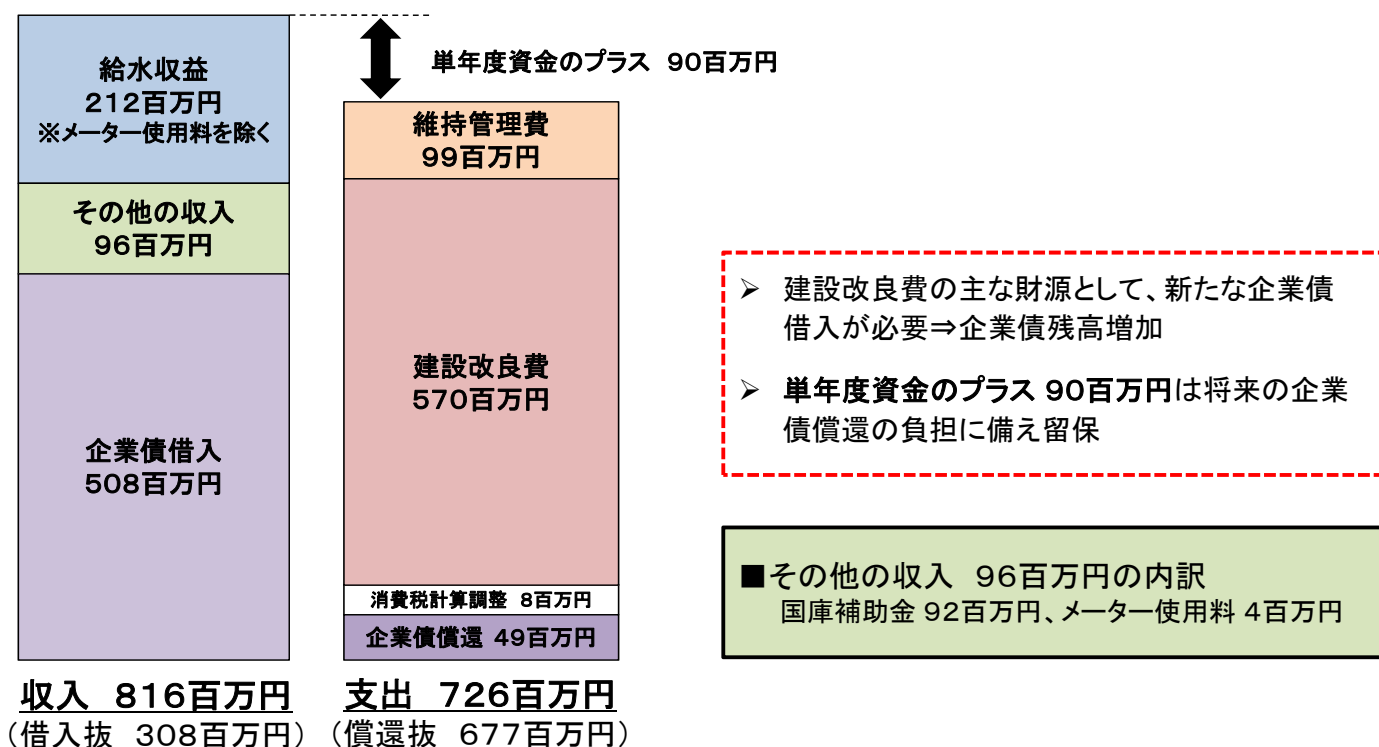 給水収益
212百万円
※メーター使用料を除く
その他の収入
96百万円
企業債借入
508百万円
収入 816百万円
（借入抜 308百万円）
単年度資金のプラス 90百万円
維持管理費
99百万円
建設改良費
570百万円
消費税計算調整 8百万円
企業債償還 49百万円
支出 726百万円
（償還抜 677百万円）
➢ 建設改良費の主な財源として、新たな企業債
借入が必要⇒企業債残高増加
➢ 単年度資金のプラス 90百万円は将来の企業
債償還の負担に備え留保
■その他の収入 96百万円の内訳
国庫補助金 92百万円、メーター使用料 4百万円